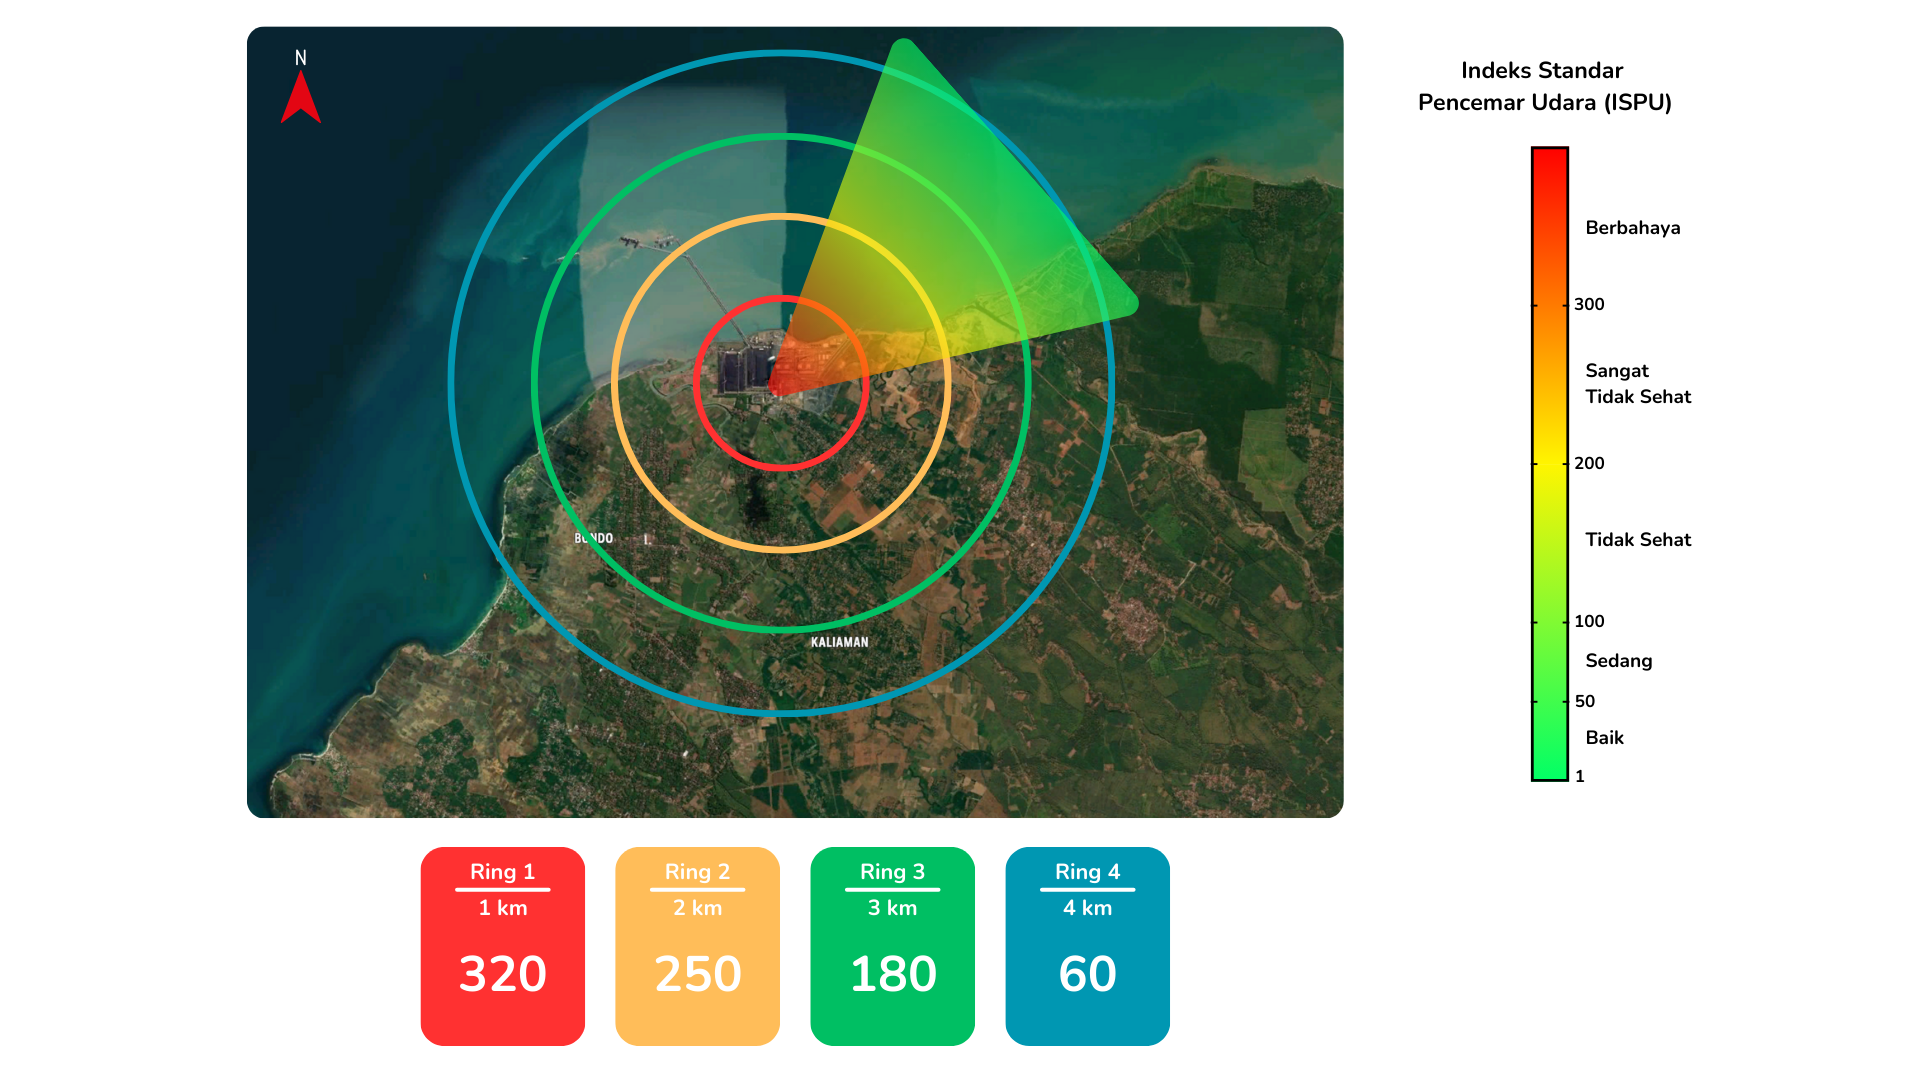 N
BONDO
KALIAMAN
Indeks Standar
Pencemar Udara (ISPU)
Berbahaya
300
Sangat
Tidak Sehat
200
Tidak Sehat
100
Sedang
50
Baik
1
Ring 1
1 km
320
Ring 2
2 km
250
Ring 3
3 km
180
Ring 4
4 km
60